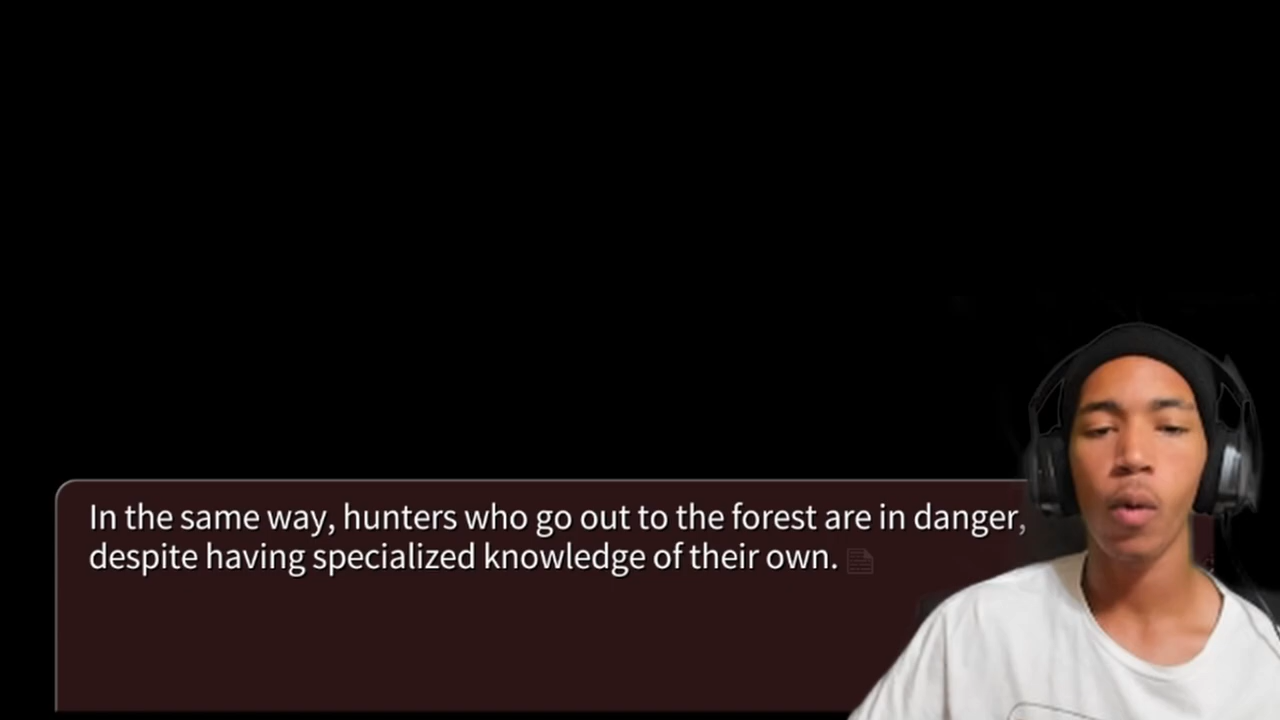 In the same way, hunters who go out to the forest are in danger,
despite having specialized knowledge of their own.